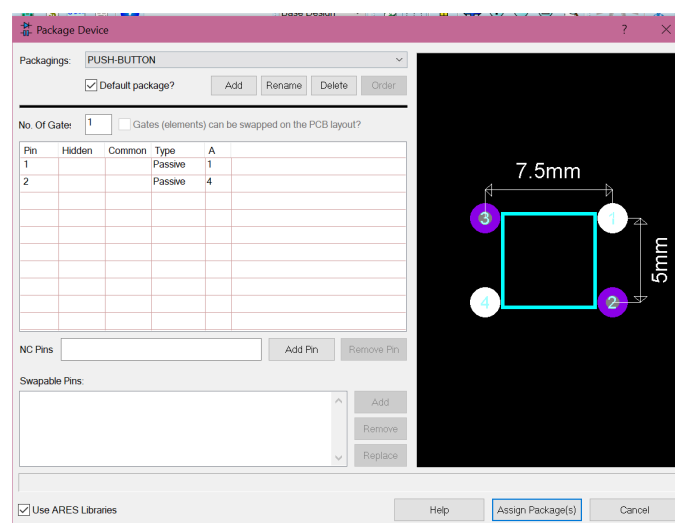 Base Design
Package Device ? ×
Packagings: PUSH-BUTTON
Default package? Add Rename Delete Order
No. Of Gates 1 Gates (elements) can be swapped on the PCB layout?
Pin Hidden Common Type A
1 Passive 1
2 Passive 4
NC Pins Add Pin Remove Pin
Swapable Pins:
Add
Remove
Replace
Use ARES Libraries Help Assign Package(s) Cancel
7.5mm
3 1
5mm
4 2